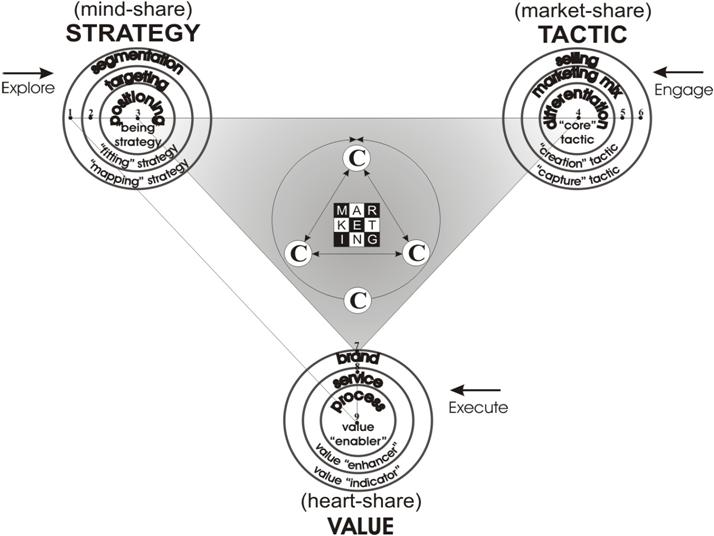 (mind-share)
STRATEGY
(market-share)
TACTIC
Explore
Engage
segmentation
targeting
positioning
1 2 3
"being"
strategy
"fitting" strategy
"mapping" strategy
selling
marketing mix
differentiation
4 5 6
"core"
tactic
"creation" tactic
"capture" tactic
C
MAR
KET
ING
C C
C
7
brand
8
service
process
9
value
"enabler"
value "enhancer"
value "indicator"
Execute
(heart-share)
VALUE